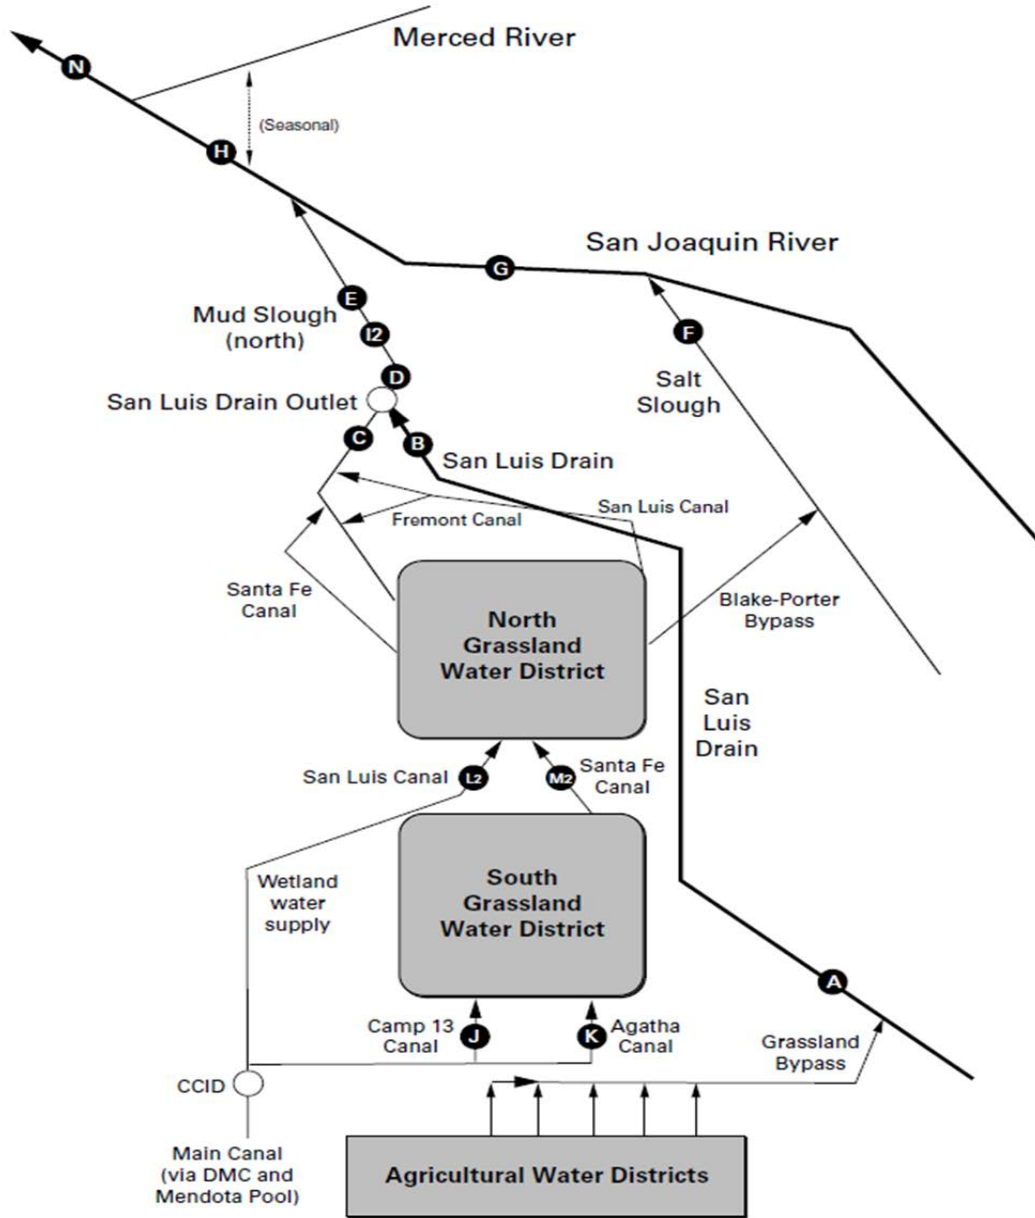 Merced River
N
(Seasonal)
H
San Joaquin River
G
E
Mud Slough
(north)
I2
F
D
Salt
Slough
San Luis Drain Outlet
C
B
San Luis Drain
San Luis Canal
Fremont Canal
Santa Fe
Canal
Blake-Porter
Bypass
North
Grassland
Water District
San
Luis
Drain
San Luis Canal
L2
M2
Santa Fe
Canal
Wetland
water
supply
South
Grassland
Water District
A
Camp 13
Canal
J
K
Agatha
Canal
Grassland
Bypass
CCID
Main Canal
(via DMC and
Mendota Pool)
Agricultural Water Districts